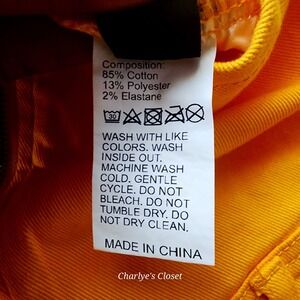 Composition:
85% Cotton
13% Polyester
2% Elastane
WASH WITH LIKE
COLORS. WASH
INSIDE OUT.
MACHINE WASH
COLD. GENTLE
CYCLE. DO NOT
BLEACH. DO NOT
TUMBLE DRY. DO
NOT DRY CLEAN.
MADE IN CHINA
Charlye's Closet